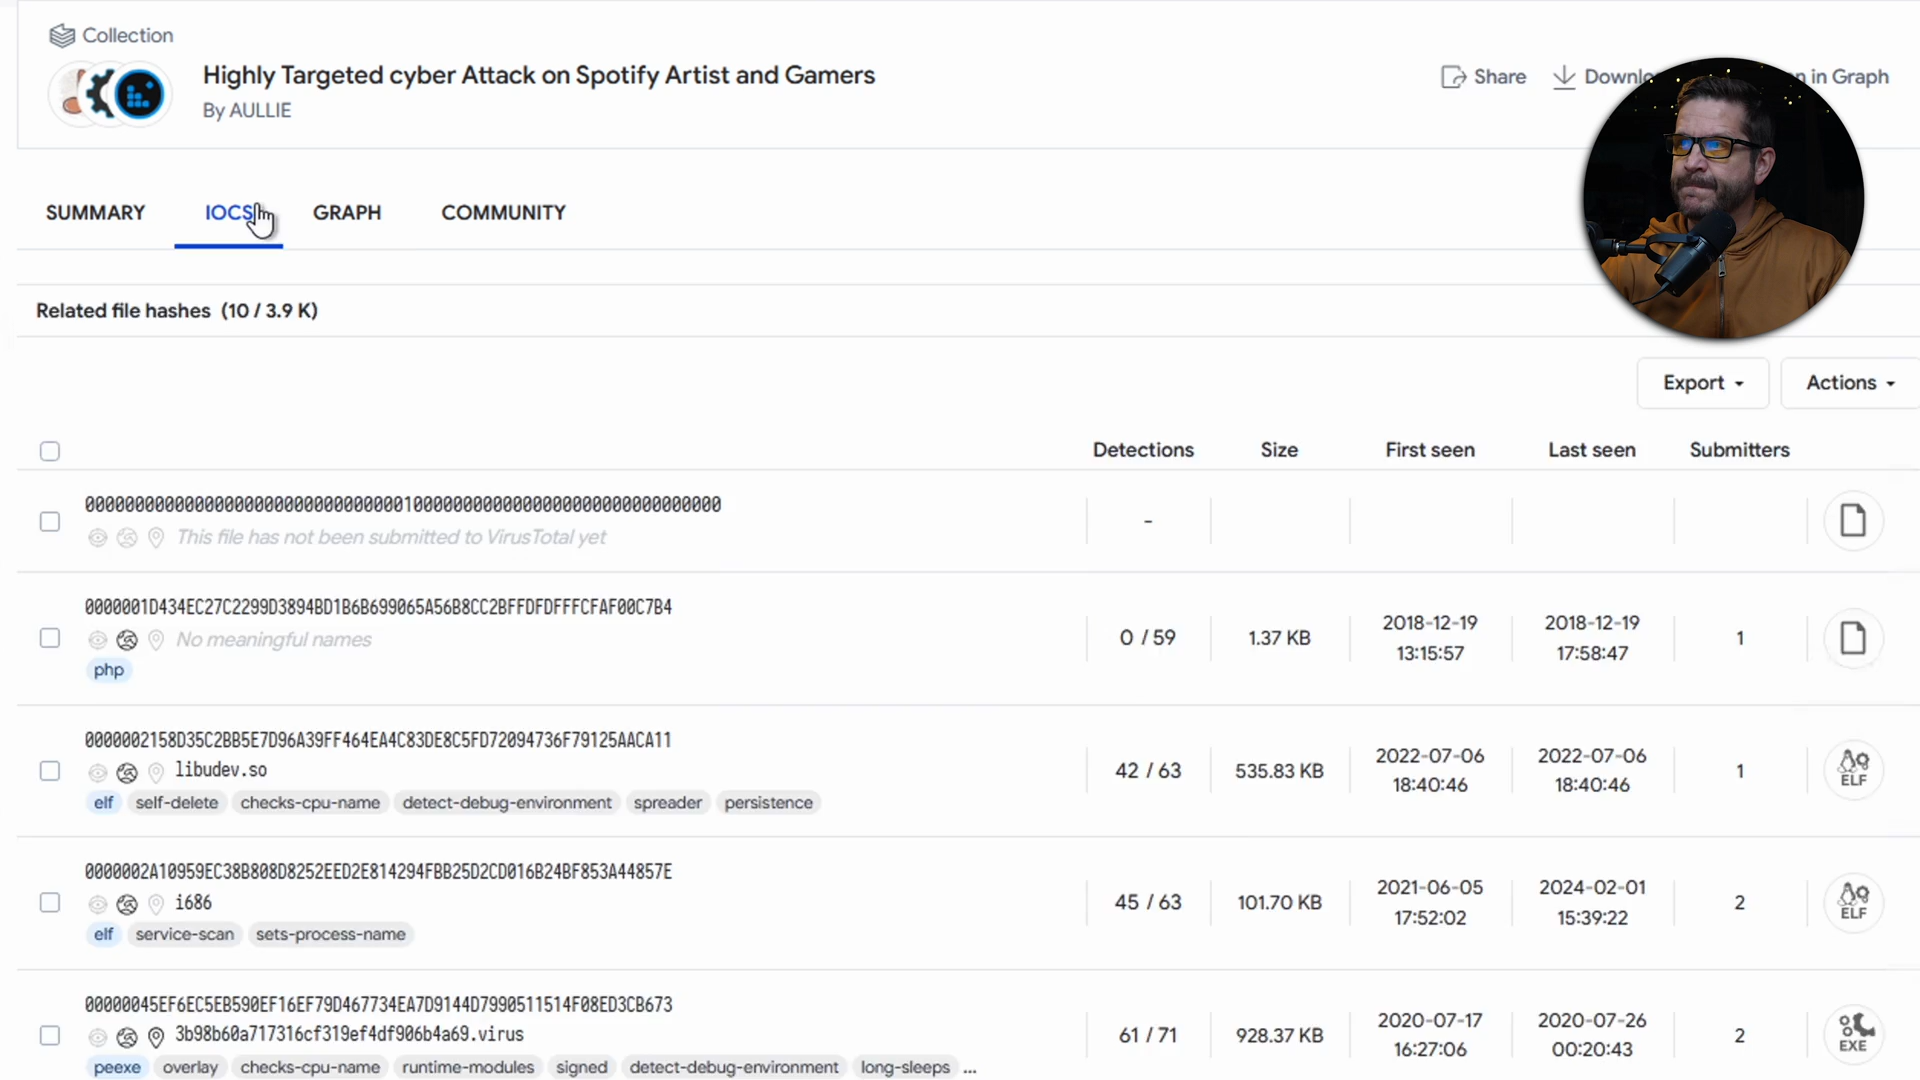 Collection
Highly Targeted cyber Attack on Spotify Artist and Gamers
By AULLIE
Share
in Graph
SUMMARY
IOCS
GRAPH
COMMUNITY
Related file hashes (10 / 3.9 K)
Export
Actions
Detections Size First seen Last seen Submitters
This file has not been submitted to VirusTotal yet
-
0000001D434EC27C2299D3894BD1B6B699065A56B8CC2BFFDFDFFFCFAF00C7B4
No meaningful names
php
0 / 59
1.37 KB
2018-12-19
13:15:57
2018-12-19
17:58:47
1
0000002158D35C2BB5E7D96A39FF464EA4C83DE8C5FD72094736F79125AACA11
libudev.so
elf self-delete checks-cpu-name detect-debug-environment spreader persistence
42 / 63
535.83 KB
2022-07-06
18:40:46
2022-07-06
18:40:46
1
ELF
0000002A10959EC38B808D8252EED2E814294FBB25D2CD016B24BF853A44857E
i686
elf service-scan sets-process-name
45 / 63
101.70 KB
2021-06-05
17:52:02
2024-02-01
15:39:22
2
ELF
00000045EF6EC5EB590EF16EF79D467734EA7D9144D7990511514F08ED3CB673
3b98b60a717316cf319ef4df906b4a69.virus
peexe overlay checks-cpu-name runtime-modules signed detect-debug-environment long-sleeps ...
61 / 71
928.37 KB
2020-07-17
16:27:06
2020-07-26
00:20:43
2
EXE